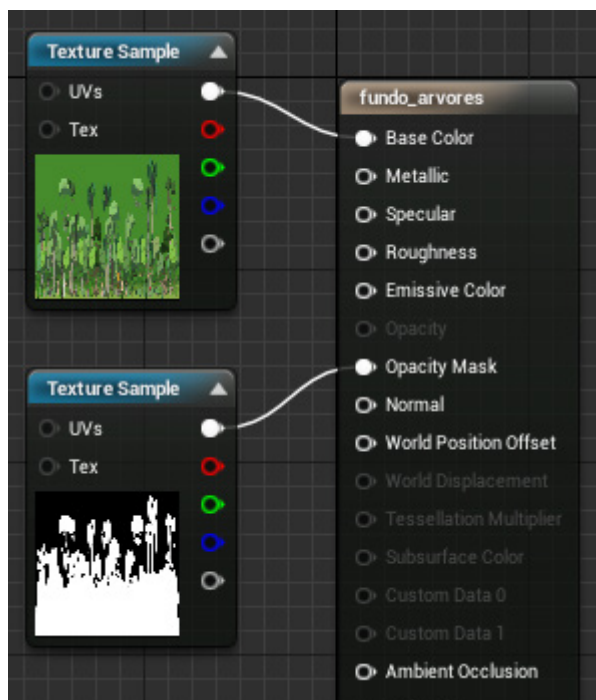 Texture Sample
UVs
Tex
Texture Sample
UVs
Tex
fundo_arvores
Base Color
Metallic
Specular
Roughness
Emissive Color
Opacity
Opacity Mask
Normal
World Position Offset
World Displacement
Tessellation Multiplier
Subsurface Color
Custom Data 0
Custom Data 1
Ambient Occlusion